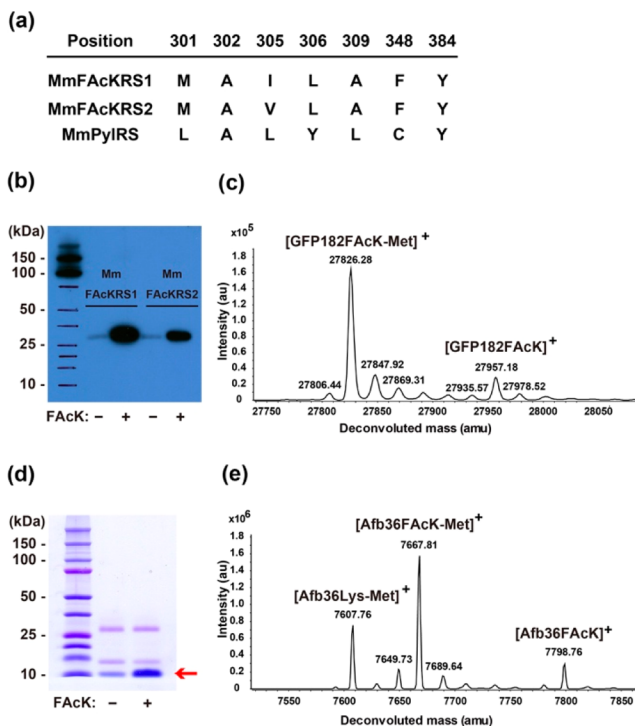 (a)
Position 301 302 305 306 309 348 384
MmFAcKRS1 M A I L A F Y
MmFAcKRS2 M A V L A F Y
MmPylRS L A L Y L C Y
(b)
(kDa)
150 -
100 -
50 -
25 -
10 -
Mm Mm
FAcKRS1 FAcKRS2
FAcK: – + – +
(c)
x10⁵
[GFP182FAcK-Met]⁺
27826.28
[GFP182FAcK]⁺
27957.18
27847.92
27806.44
27869.31
27935.57
27978.52
Intensity (au)
1.8
1.6
1.4
1.2
1.0
0.8
0.6
0.4
0.2
0
27750 27800 27850 27900 27950 28000 28050
Deconvoluted mass (amu)
(d)
(kDa)
150 -
100 -
50 -
25 -
10 -
FAcK: – +
(e)
x10⁶
[Afb36FAcK-Met]⁺
7667.81
[Afb36Lys-Met]⁺
7607.76
[Afb36FAcK]⁺
7798.76
7649.73
7689.64
Intensity (au)
1.8
1.6
1.4
1.2
1.0
0.8
0.6
0.4
0.2
0
7550 7600 7650 7700 7750 7800 7850
Deconvoluted mass (amu)